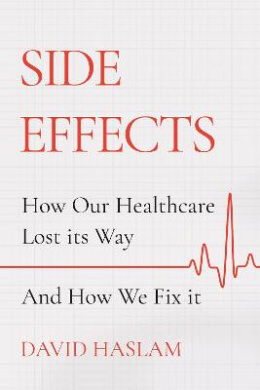 SIDE
EFFECTS
How Our Healthcare
Lost its Way
And How We Fix it
DAVID HASLAM